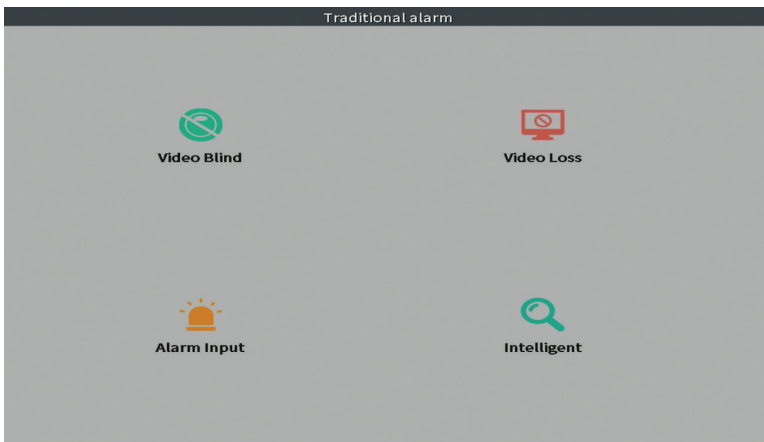 Traditional alarm
Video Blind
Video Loss
Alarm Input
Intelligent